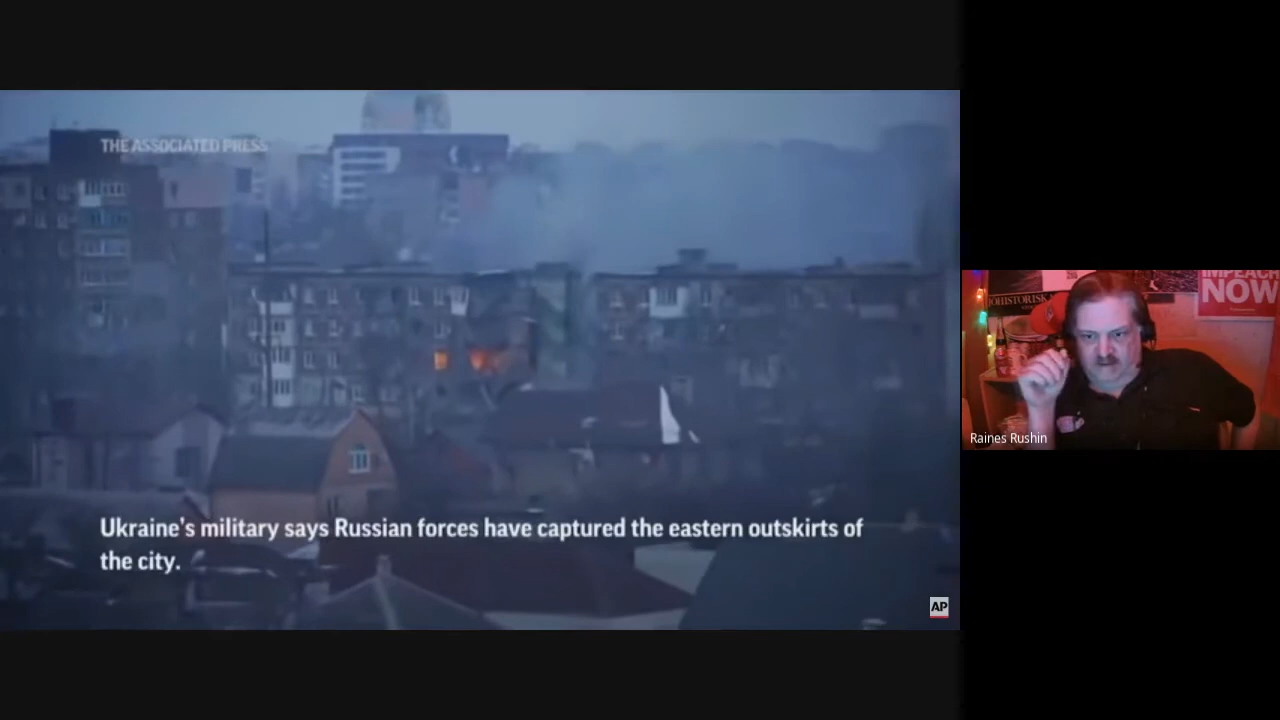 THE ASSOCIATED PRESS
Ukraine's military says Russian forces have captured the eastern outskirts of
the city.
AP
IMPEACH
NOW
Raines Rushin